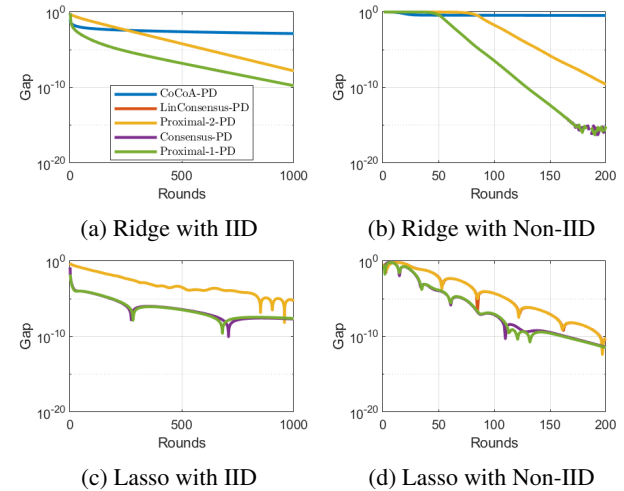 10^0
10^-10
10^-20
Gap
CoCoA-PD
LinConsensus-PD
Proximal-2-PD
Consensus-PD
Proximal-1-PD
0 500 1000
Rounds
(a) Ridge with IID
10^0
10^-10
10^-20
Gap
0 50 100 150 200
Rounds
(b) Ridge with Non-IID
10^0
10^-10
10^-20
Gap
0 500 1000
Rounds
(c) Lasso with IID
10^0
10^-10
10^-20
Gap
0 50 100 150 200
Rounds
(d) Lasso with Non-IID